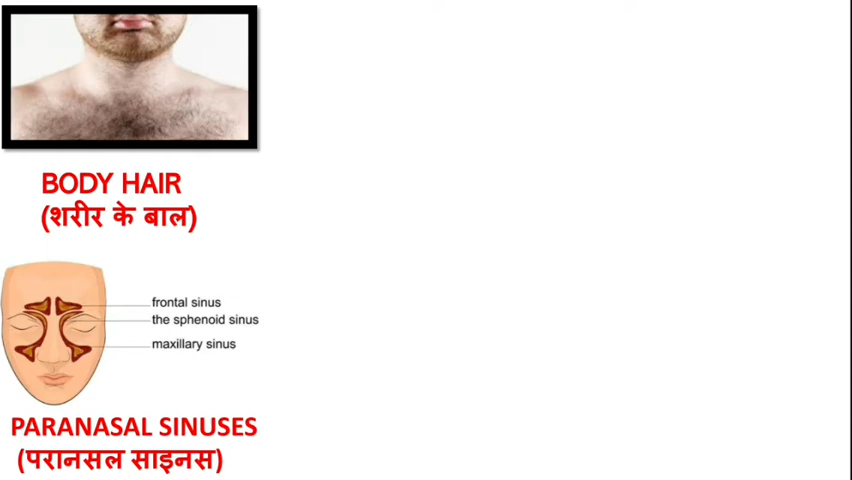 BODY HAIR
(शरीर के बाल)
frontal sinus
the sphenoid sinus
maxillary sinus
PARANASAL SINUSES
(परानसल साइनस)